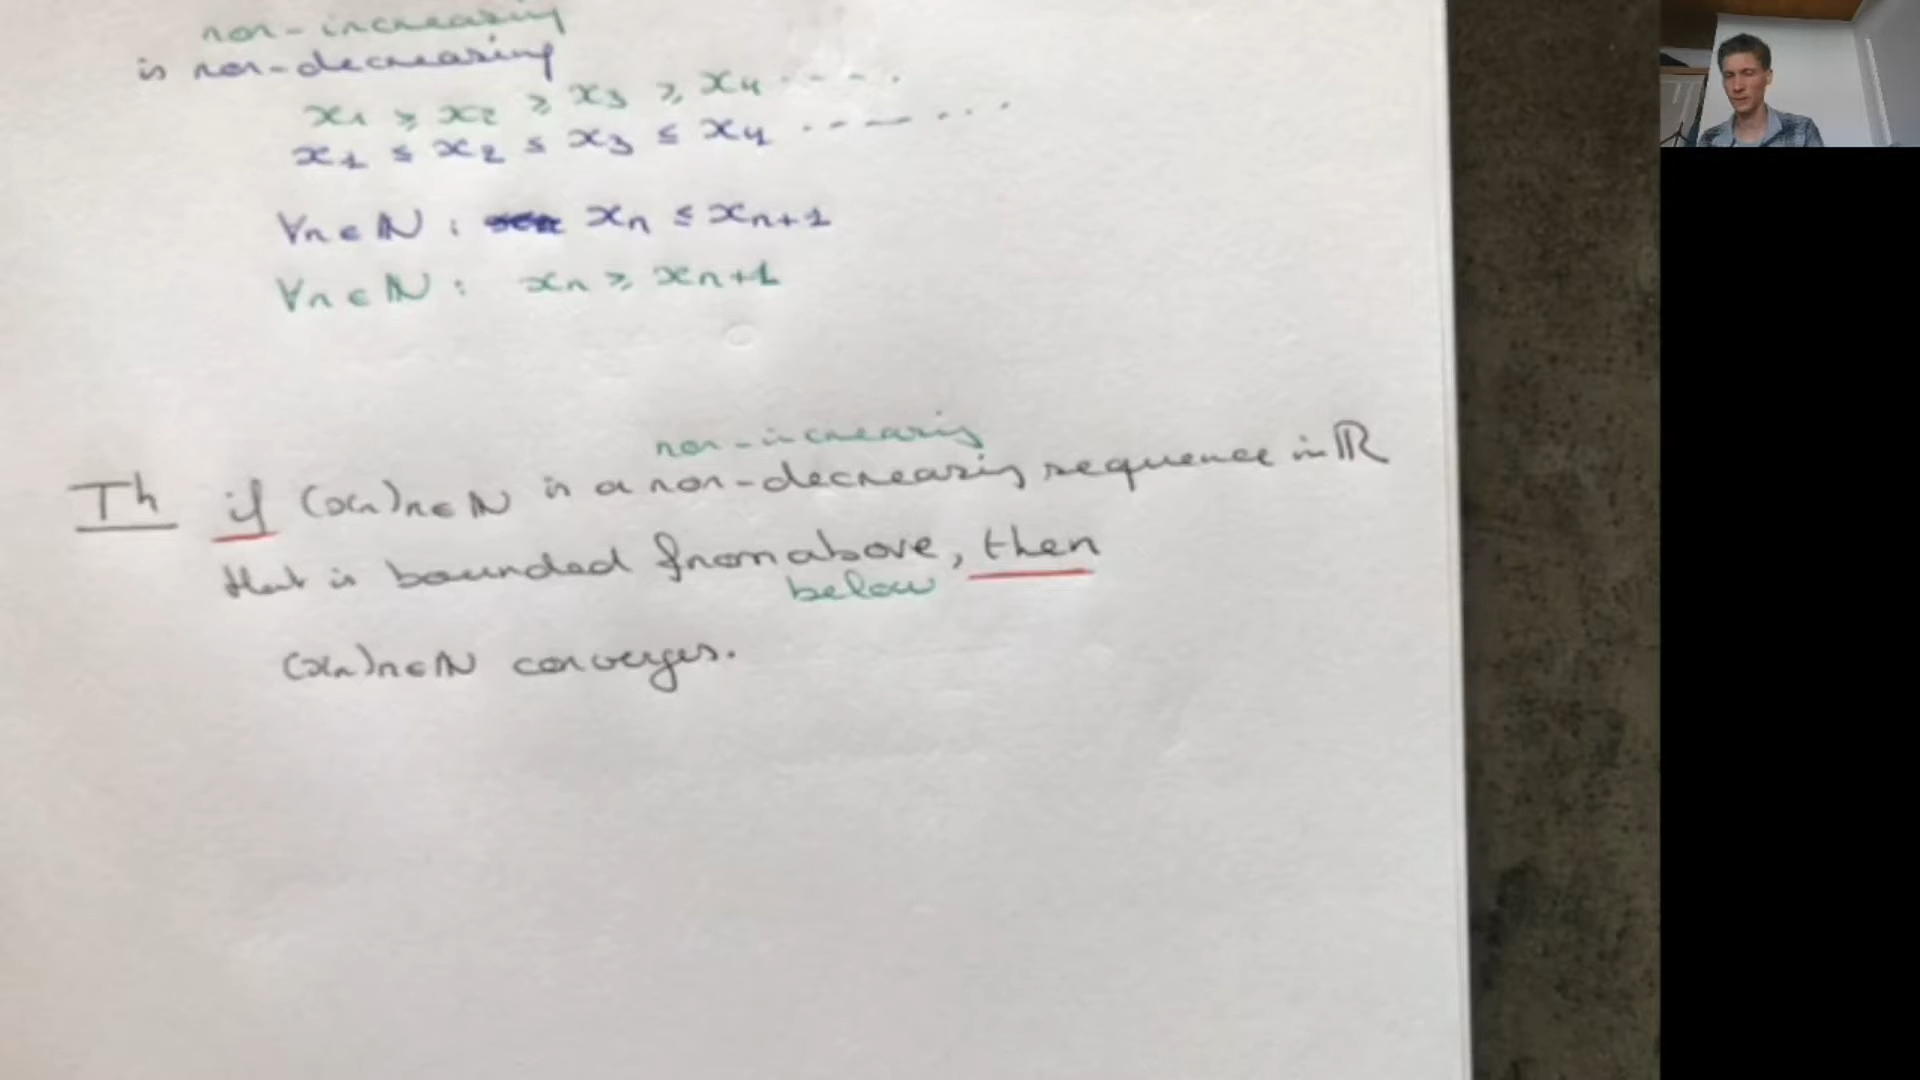 non-increasing
is non-decreasing
x₁ ≥ x₂ ≥ x₃ ≥ x₄ ----.
x₁ ≤ x₂ ≤ x₃ ≤ x₄ ·-----...
∀n∈ℕ : xₙ ≤ xₙ₊₁
∀n∈ℕ : xₙ ≥ xₙ₊₁
non-increasing
Th if (xₙ)n∈ℕ is a non-decreasing sequence in ℝ
that is bounded from above, then
below
(xₙ)n∈ℕ converges.